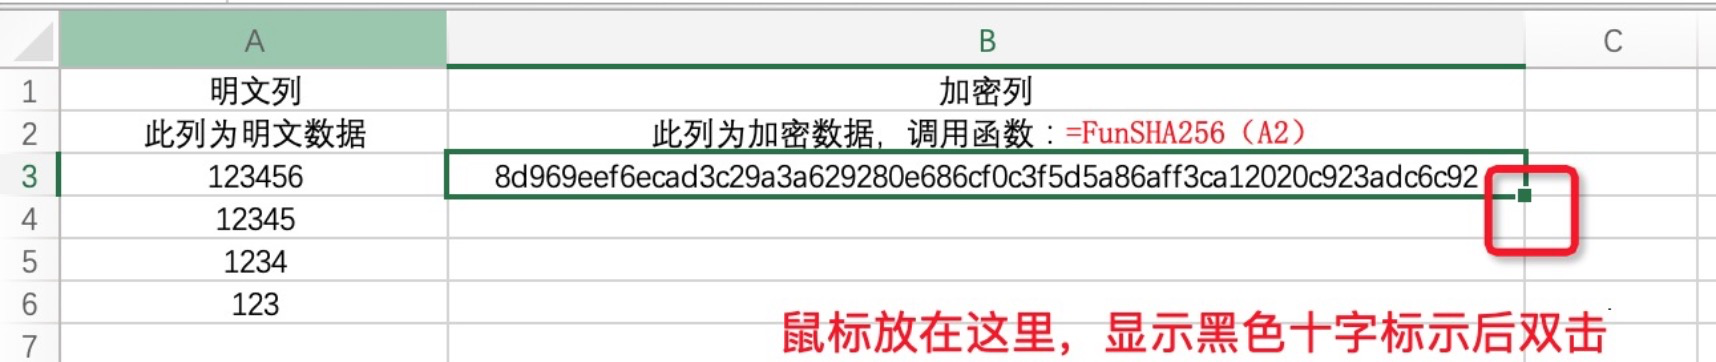 A B C
1 明文列 加密列
2 此列为明文数据 此列为加密数据，调用函数：=FunSHA256（A2）
3 123456 8d969eef6ecad3c29a3a629280e686cf0c3f5d5a86aff3ca12020c923adc6c92
4 12345
5 1234
6 123
鼠标放在这里，显示黑色十字标示后双击
7